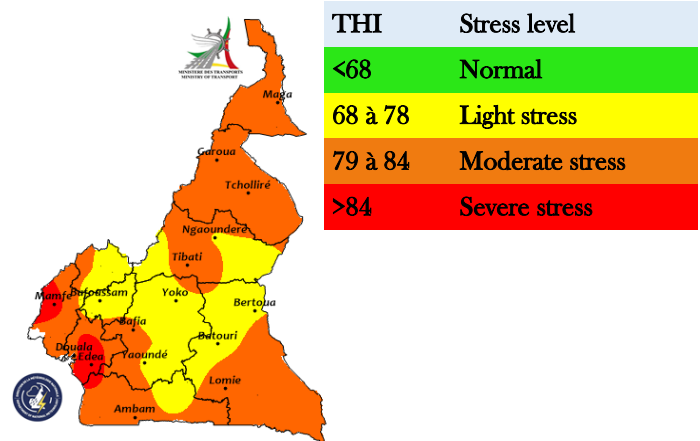 MINISTERE DES TRANSPORTS
MINISTRY OF TRANSPORT
THI Stress level
<68 Normal
68 à 78 Light stress
79 à 84 Moderate stress
>84 Severe stress
Maga
Garoua
Tcholliré
Ngaoundere
Tibati
Mamfe
Bafoussam
Yoko
Bertoua
Bafia
Douala
Edea
Yaoundé
Batouri
Lomie
Ambam